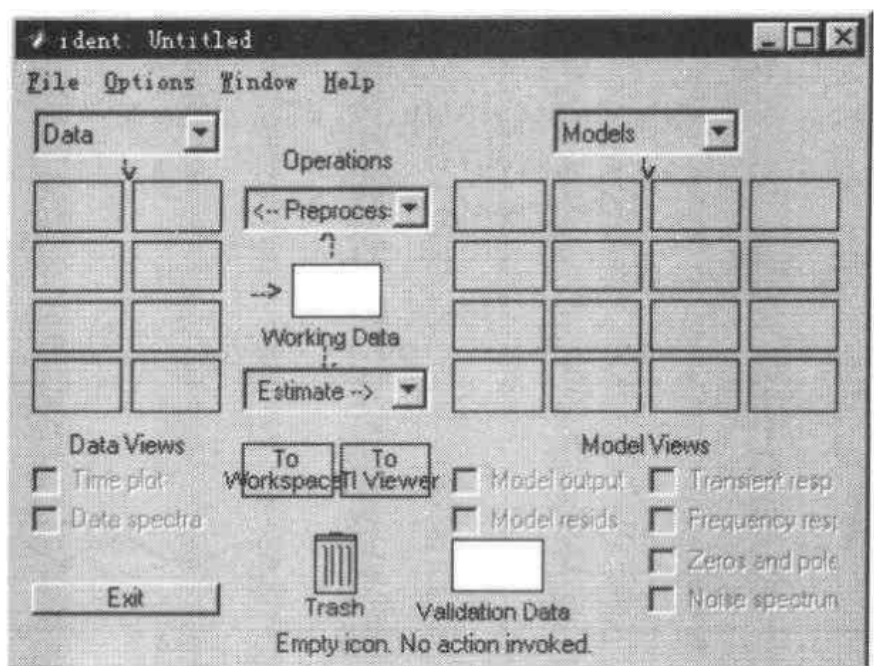 ident: Untitled
File Options Window Help
Data
Models
Operations
<-- Preproces
-->
Working Data
Estimate -->
Data Views
Time plot
Data spectra
To Workspace
To LTI Viewer
Model Views
Model output
Transient resp
Model resids
Frequency resp
Zeros and pole
Noise spectrum
Exit
Trash
Validation Data
Empty icon. No action invoked.